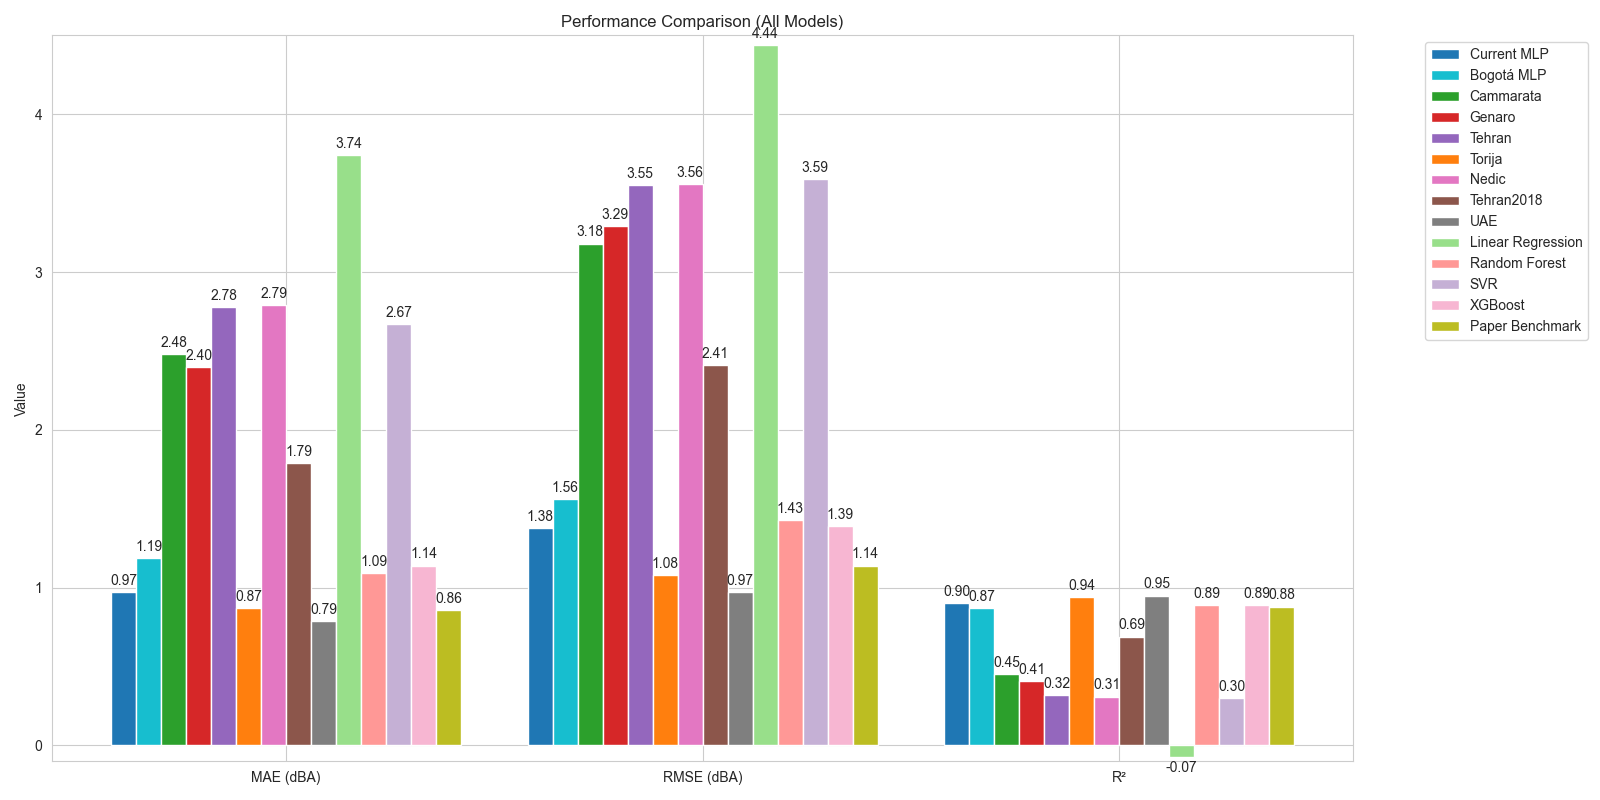 Performance Comparison (All Models)
Value
4
3
2
1
0
0.97
1.19
2.48
2.40
2.78
0.87
2.79
1.79
0.79
3.74
1.09
2.67
1.14
0.86
1.38
1.56
3.18
3.29
3.55
1.08
3.56
2.41
0.97
4.44
1.43
3.59
1.39
1.14
0.90
0.87
0.45
0.41
0.32
0.94
0.31
0.69
0.95
-0.07
0.89
0.30
0.89
0.88
MAE (dBA)
RMSE (dBA)
R²
Current MLP
Bogotá MLP
Cammarata
Genaro
Tehran
Torija
Nedic
Tehran2018
UAE
Linear Regression
Random Forest
SVR
XGBoost
Paper Benchmark